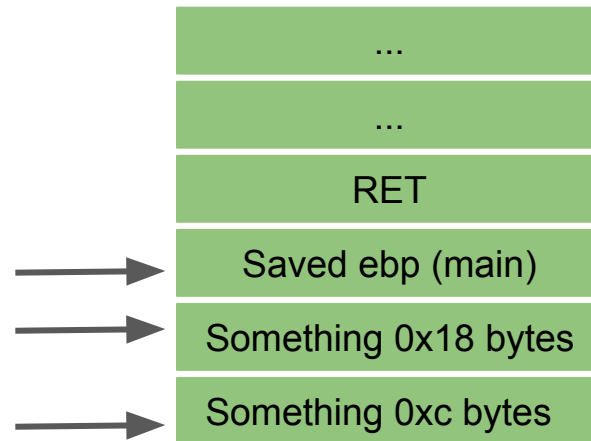 ...
...
RET
Saved ebp (main)
Something 0x18 bytes
Something 0xc bytes